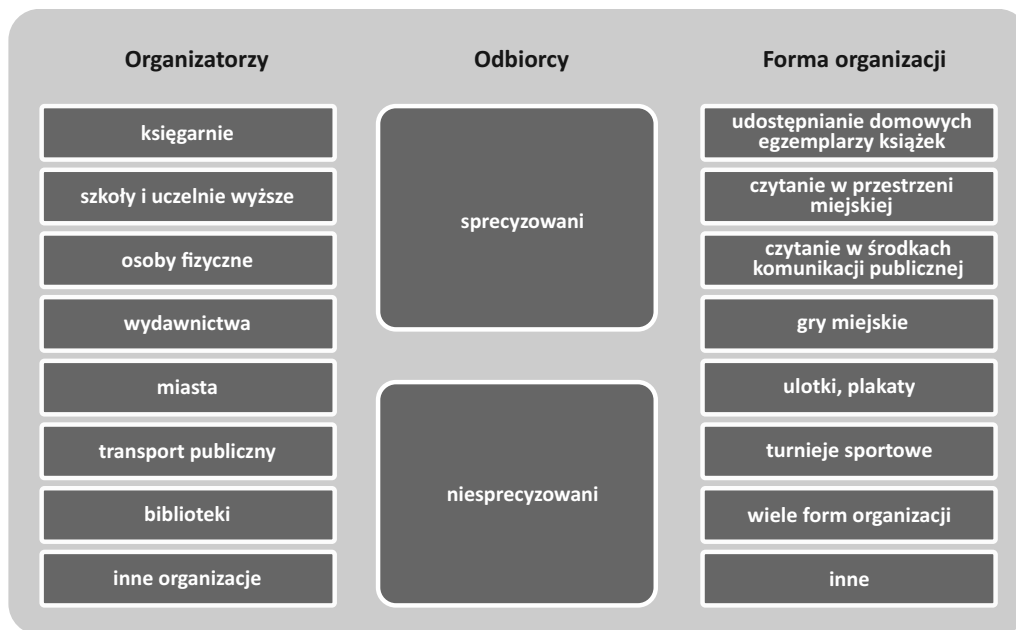 Organizatorzy
księgarnie
szkoły i uczelnie wyższe
osoby fizyczne
wydawnictwa
miasta
transport publiczny
biblioteki
inne organizacje
Odbiorcy
sprecyzowani
niesprecyzowani
Forma organizacji
udostępnianie domowych
egzemplarzy książek
czytanie w przestrzeni
miejskiej
czytanie w środkach
komunikacji publicznej
gry miejskie
ulotki, plakaty
turnieje sportowe
wiele form organizacji
inne